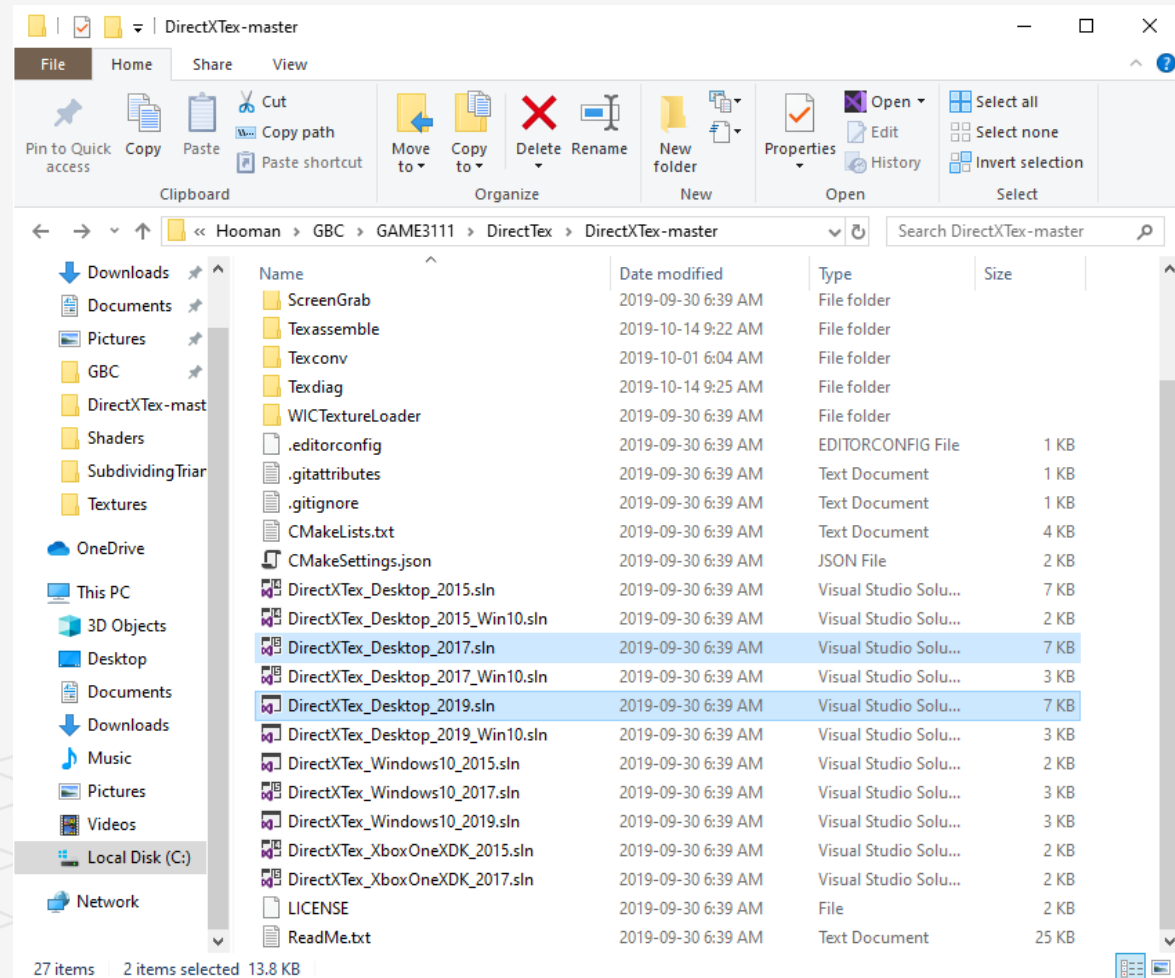 DirectXTex-master
File Home Share View
Pin to Quick access
Copy
Paste
Cut
Copy path
Paste shortcut
Clipboard
Move to
Copy to
Delete
Rename
Organize
New folder
New
Properties
Open
Edit
History
Open
Select all
Select none
Invert selection
Select
« Hooman › GBC › GAME3111 › DirectTex › DirectXTex-master
Search DirectXTex-master
Downloads
Documents
Pictures
GBC
DirectXTex-mast
Shaders
SubdividingTriar
Textures
OneDrive
This PC
3D Objects
Desktop
Documents
Downloads
Music
Pictures
Videos
Local Disk (C:)
Network
Name Date modified Type Size
ScreenGrab 2019-09-30 6:39 AM File folder
Texassemble 2019-10-14 9:22 AM File folder
Texconv 2019-10-01 6:04 AM File folder
Texdiag 2019-10-14 9:25 AM File folder
WICTextureLoader 2019-09-30 6:39 AM File folder
.editorconfig 2019-09-30 6:39 AM EDITORCONFIG File 1 KB
.gitattributes 2019-09-30 6:39 AM Text Document 1 KB
.gitignore 2019-09-30 6:39 AM Text Document 1 KB
CMakeLists.txt 2019-09-30 6:39 AM Text Document 4 KB
CMakeSettings.json 2019-09-30 6:39 AM JSON File 2 KB
DirectXTex_Desktop_2015.sln 2019-09-30 6:39 AM Visual Studio Solu... 7 KB
DirectXTex_Desktop_2015_Win10.sln 2019-09-30 6:39 AM Visual Studio Solu... 2 KB
DirectXTex_Desktop_2017.sln 2019-09-30 6:39 AM Visual Studio Solu... 7 KB
DirectXTex_Desktop_2017_Win10.sln 2019-09-30 6:39 AM Visual Studio Solu... 3 KB
DirectXTex_Desktop_2019.sln 2019-09-30 6:39 AM Visual Studio Solu... 7 KB
DirectXTex_Desktop_2019_Win10.sln 2019-09-30 6:39 AM Visual Studio Solu... 3 KB
DirectXTex_Windows10_2015.sln 2019-09-30 6:39 AM Visual Studio Solu... 2 KB
DirectXTex_Windows10_2017.sln 2019-09-30 6:39 AM Visual Studio Solu... 3 KB
DirectXTex_Windows10_2019.sln 2019-09-30 6:39 AM Visual Studio Solu... 3 KB
DirectXTex_XboxOneXDK_2015.sln 2019-09-30 6:39 AM Visual Studio Solu... 2 KB
DirectXTex_XboxOneXDK_2017.sln 2019-09-30 6:39 AM Visual Studio Solu... 2 KB
LICENSE 2019-09-30 6:39 AM File 2 KB
ReadMe.txt 2019-09-30 6:39 AM Text Document 25 KB
27 items 2 items selected 13.8 KB